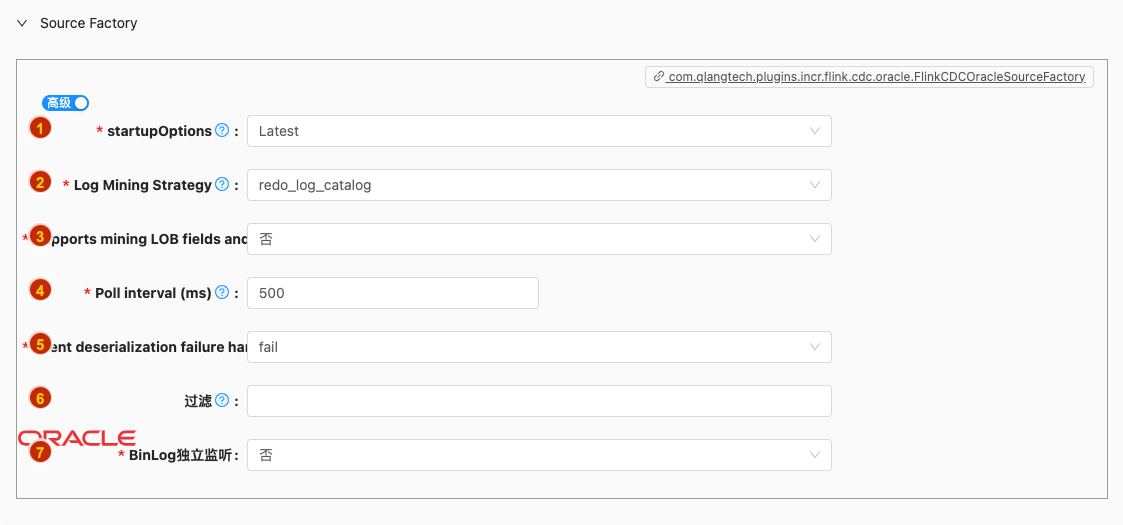 Source Factory
com.qlangtech.plugins.incr.flink.cdc.oracle.FlinkCDCOracleSourceFactory
高级
1 * startupOptions ? : Latest
2 * Log Mining Strategy ? : redo_log_catalog
3 * pports mining LOB fields and 否
4 * Poll interval (ms) ? : 500
5 * ent deserialization failure har fail
6 过滤 ? :
ORACLE
7 * BinLog独立监听 : 否